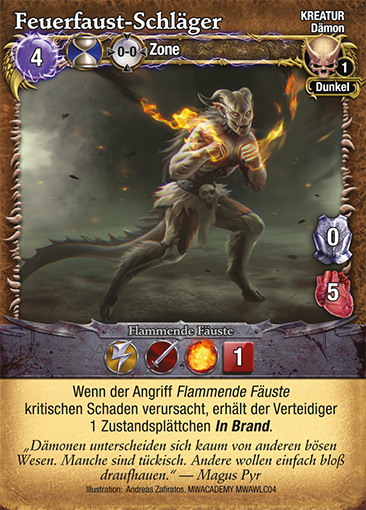 Feuerfaust-Schläger
KREATUR
Dämon
4
0-0
Zone
1
Dunkel
0
5
Flammende Fäuste
1
Wenn der Angriff Flammende Fäuste
kritischen Schaden verursacht, erhält der Verteidiger
1 Zustandsplättchen In Brand.
„Dämonen unterscheiden sich kaum von anderen bösen
Wesen. Manche sind tückisch. Andere wollen einfach bloß
draufhauen.“ — Magus Pyr
Illustration: Andreas Zafiratos. MWACADEMY MWAWLC04